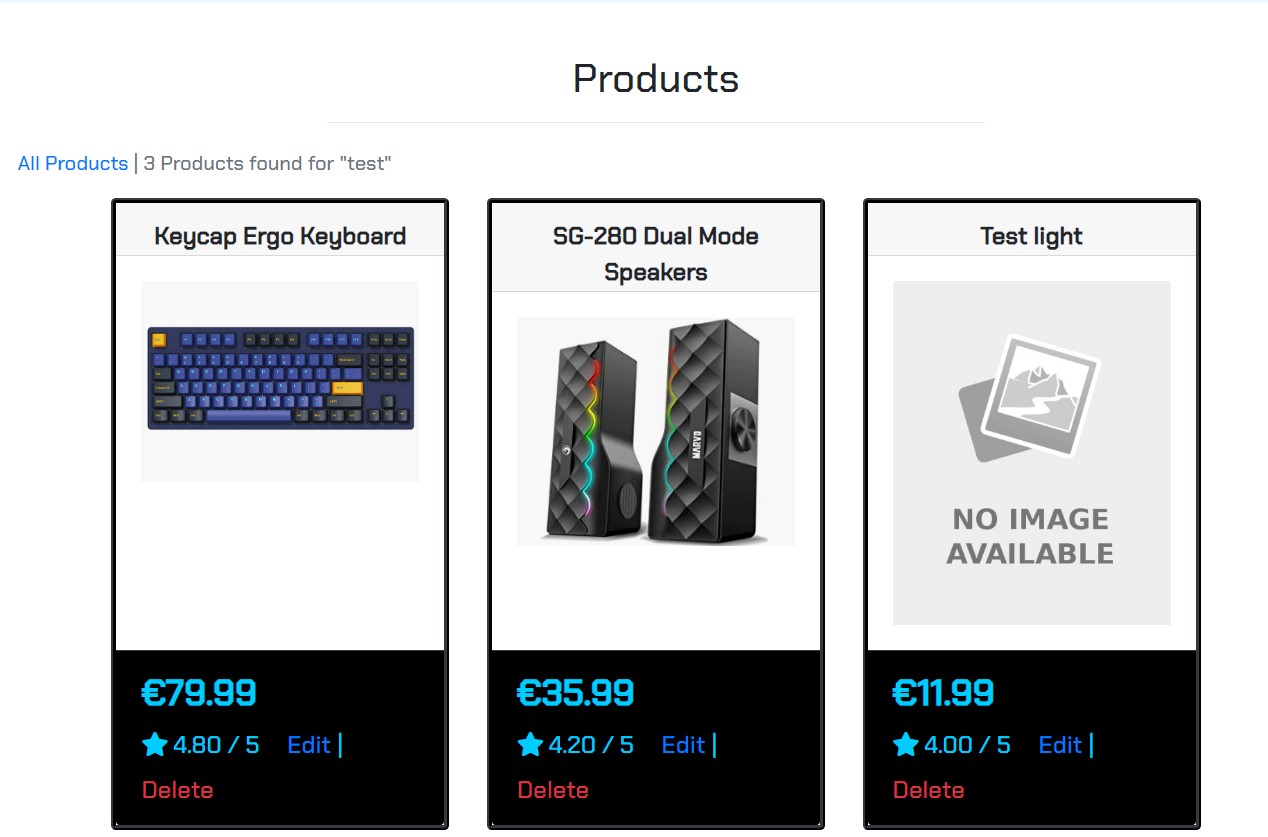 Products
All Products | 3 Products found for "test"
Keycap Ergo Keyboard
SG-280 Dual Mode
Speakers
Test light
MARVO
NO IMAGE
AVAILABLE
€79.99
€35.99
€11.99
4.80 / 5 Edit |
4.20 / 5 Edit |
4.00 / 5 Edit |
Delete
Delete
Delete